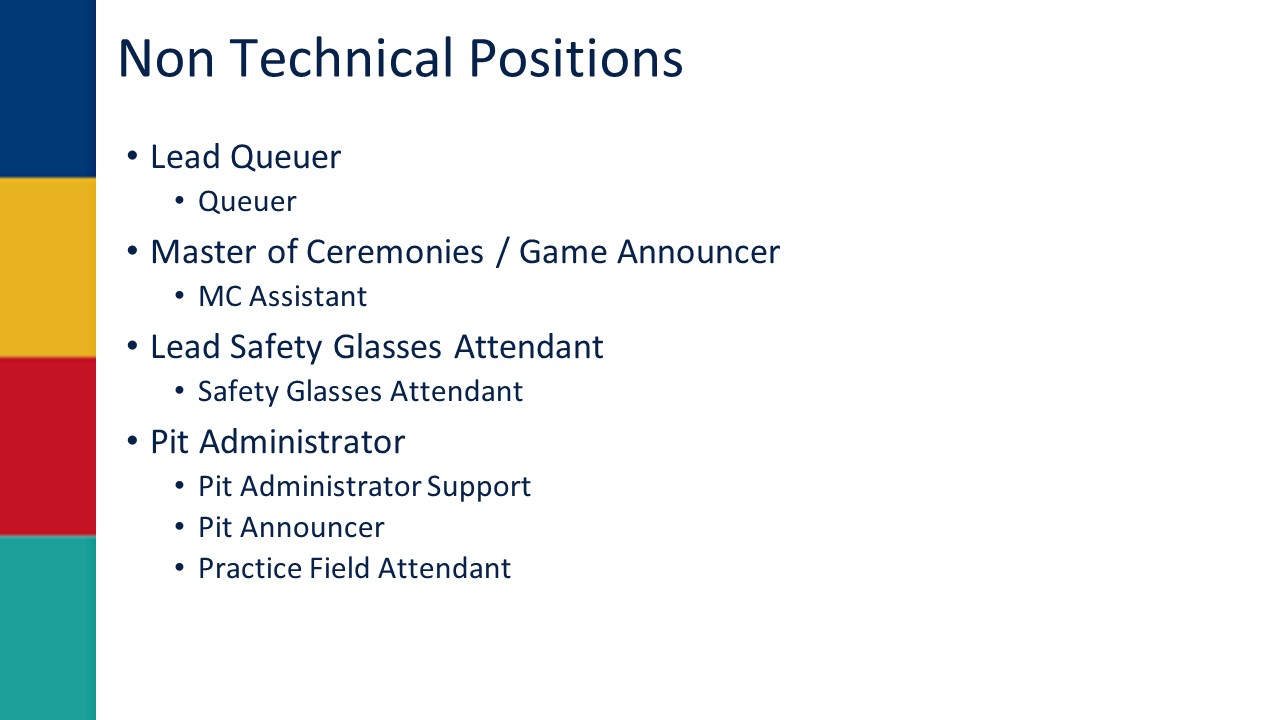 Non Technical Positions
• Lead Queuer
• Queuer
• Master of Ceremonies / Game Announcer
• MC Assistant
• Lead Safety Glasses Attendant
• Safety Glasses Attendant
• Pit Administrator
• Pit Administrator Support
• Pit Announcer
• Practice Field Attendant